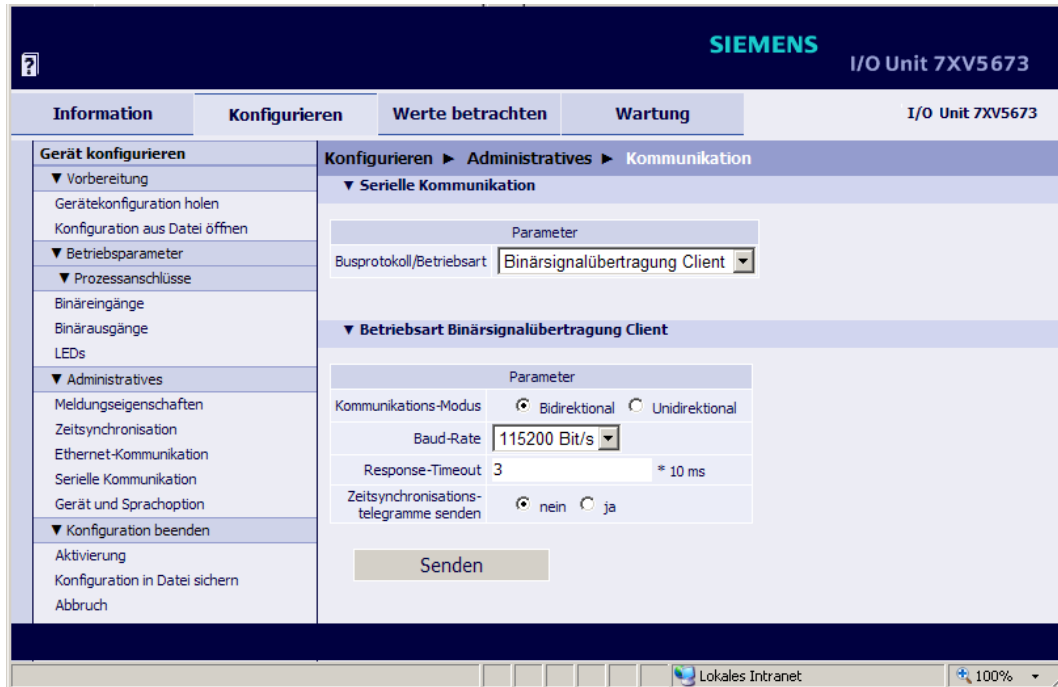 SIEMENS
I/O Unit 7XV5673
?
Information
Konfigurieren
Werte betrachten
Wartung
I/O Unit 7XV5673
Gerät konfigurieren
▼ Vorbereitung
Gerätekonfiguration holen
Konfiguration aus Datei öffnen
▼ Betriebsparameter
▼ Prozessanschlüsse
Binäreingänge
Binärausgänge
LEDs
▼ Administratives
Meldungseigenschaften
Zeitsynchronisation
Ethernet-Kommunikation
Serielle Kommunikation
Gerät und Sprachoption
▼ Konfiguration beenden
Aktivierung
Konfiguration in Datei sichern
Abbruch
Konfigurieren ► Administratives ► Kommunikation
▼ Serielle Kommunikation
Parameter
Busprotokoll/Betriebsart Binärsignalübertragung Client
▼ Betriebsart Binärsignalübertragung Client
Parameter
Kommunikations-Modus Bidirektional Unidirektional
Baud-Rate 115200 Bit/s
Response-Timeout 3 * 10 ms
Zeitsynchronisations-
telegramme senden nein ja
Senden
Lokales Intranet
100%